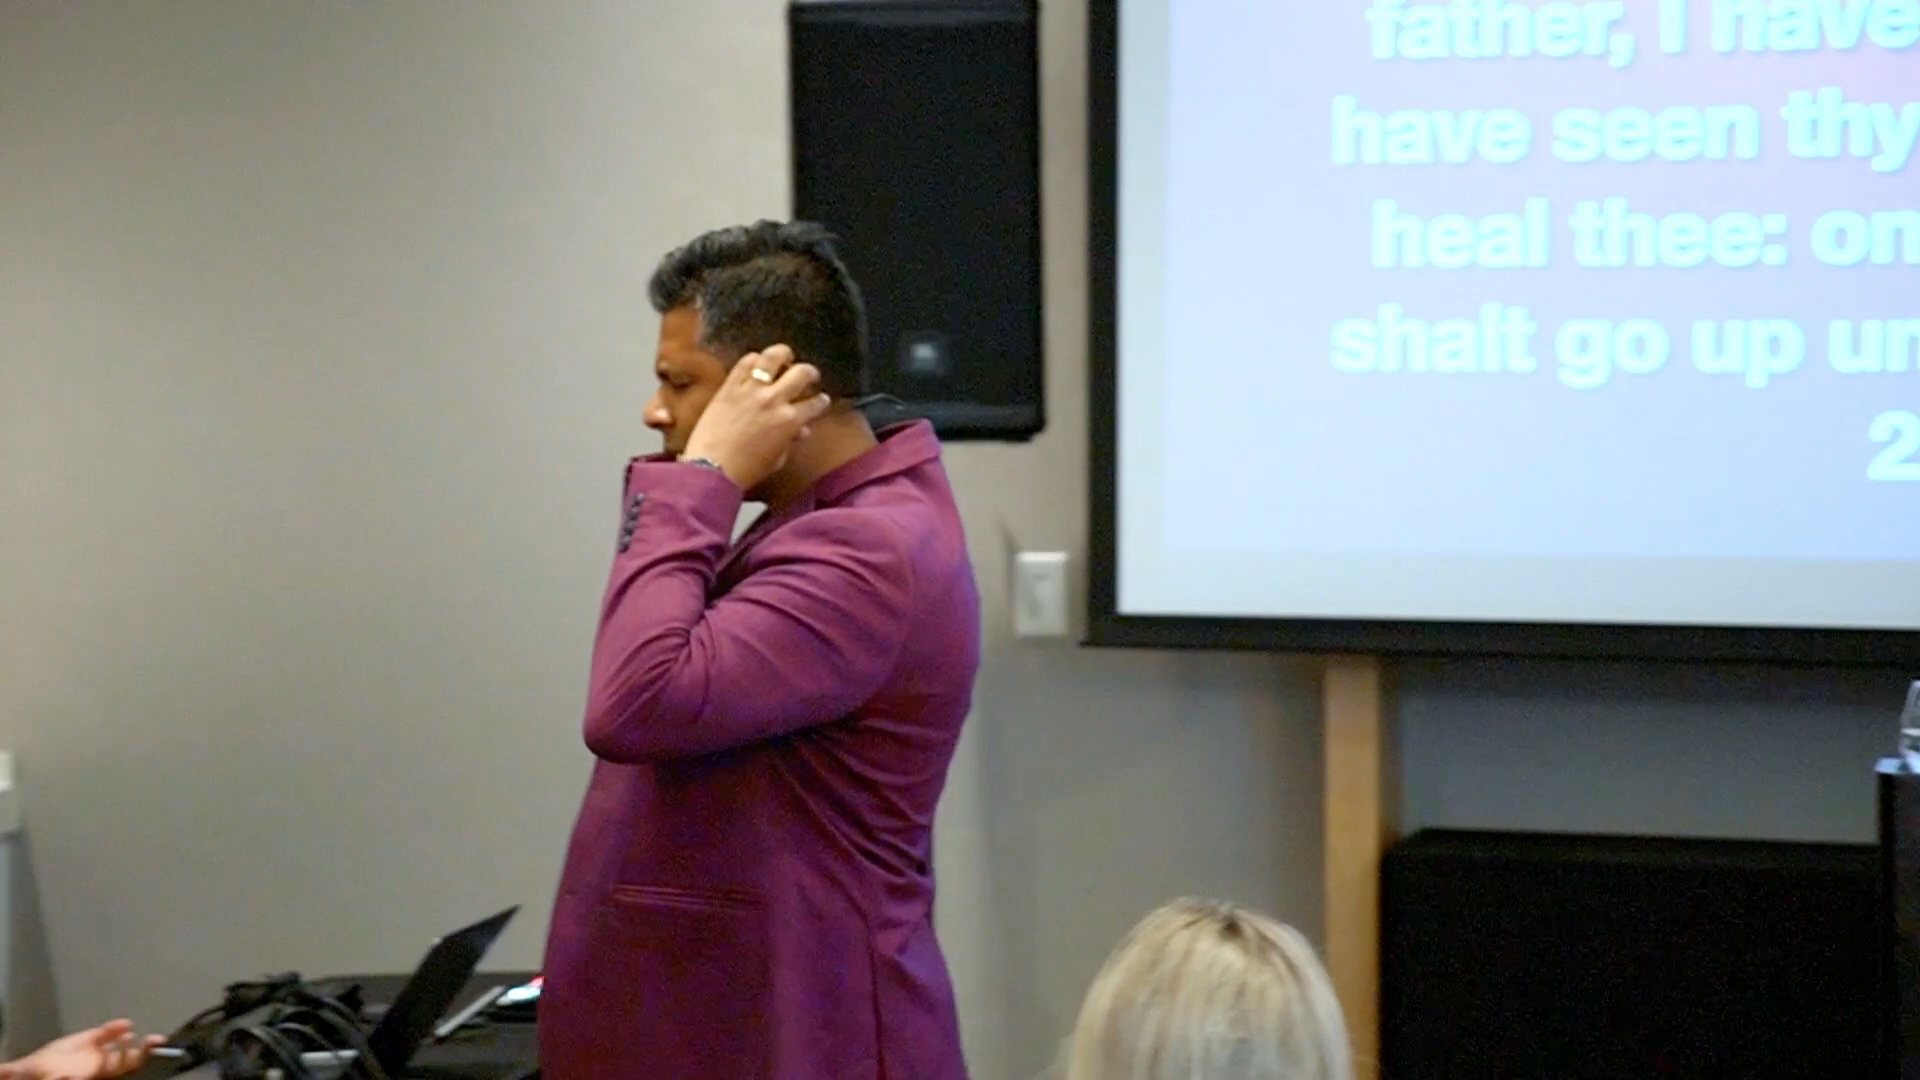 father, I have
have seen thy
heal thee: on
shalt go up un
2